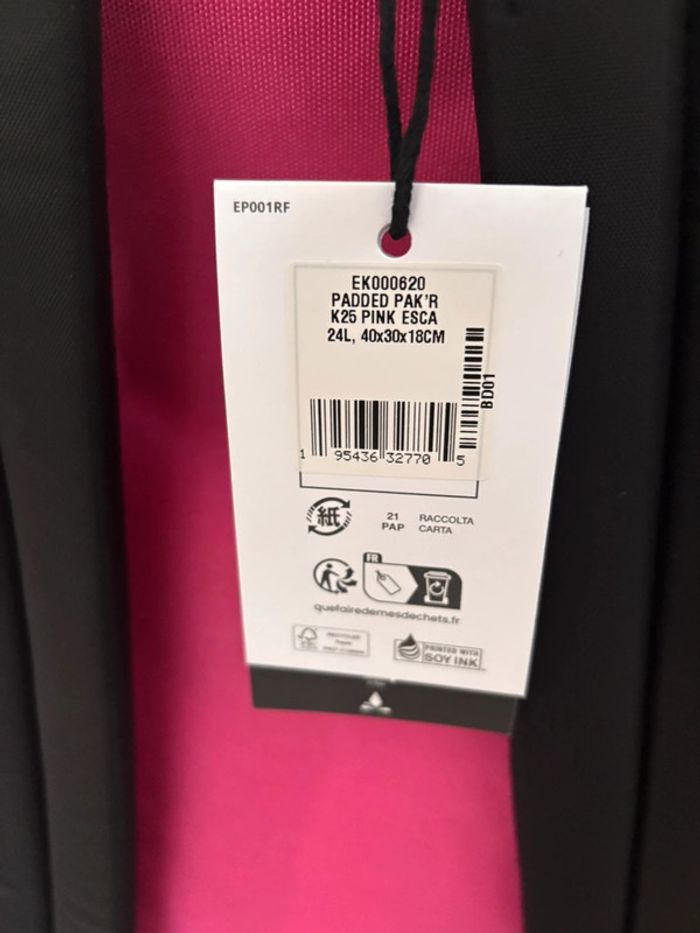 EP001RF
EK000620
PADDED PAK'R
K25 PINK ESCA
24L, 40x30x18CM
BD01
1 95436 32770 5
紙
21
PAP
RACCOLTA
CARTA
FR
quefairedemesdechets.fr
RECYCLED
PRINTED WITH
SOY INK